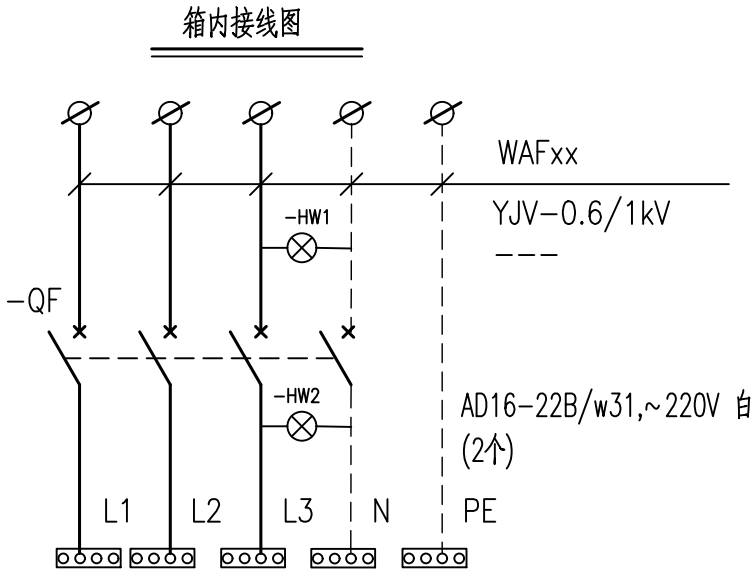 箱内接线图
WAFxx
YJV-0.6/1kV
---
-HW1
-QF
-HW2
AD16-22B/w31,~220V 白
(2个)
L1 L2 L3 N PE